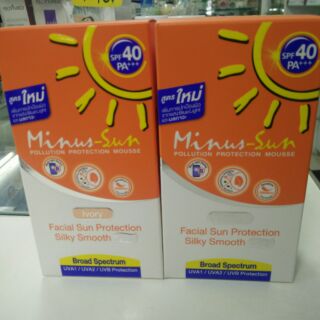 SPF 40
PA+++
สูตรใหม่
Minus-Sun
POLLUTION PROTECTION MOUSSE
Ivory
Facial Sun Protection
Silky Smooth
Broad Spectrum
UVA1 / UVA2 / UVB Protection
SPF 40
PA+++
สูตรใหม่
Minus-Sun
POLLUTION PROTECTION MOUSSE
Facial Sun Protection
Silky Smooth
Broad Spectrum
UVA1 / UVA2 / UVB Protection